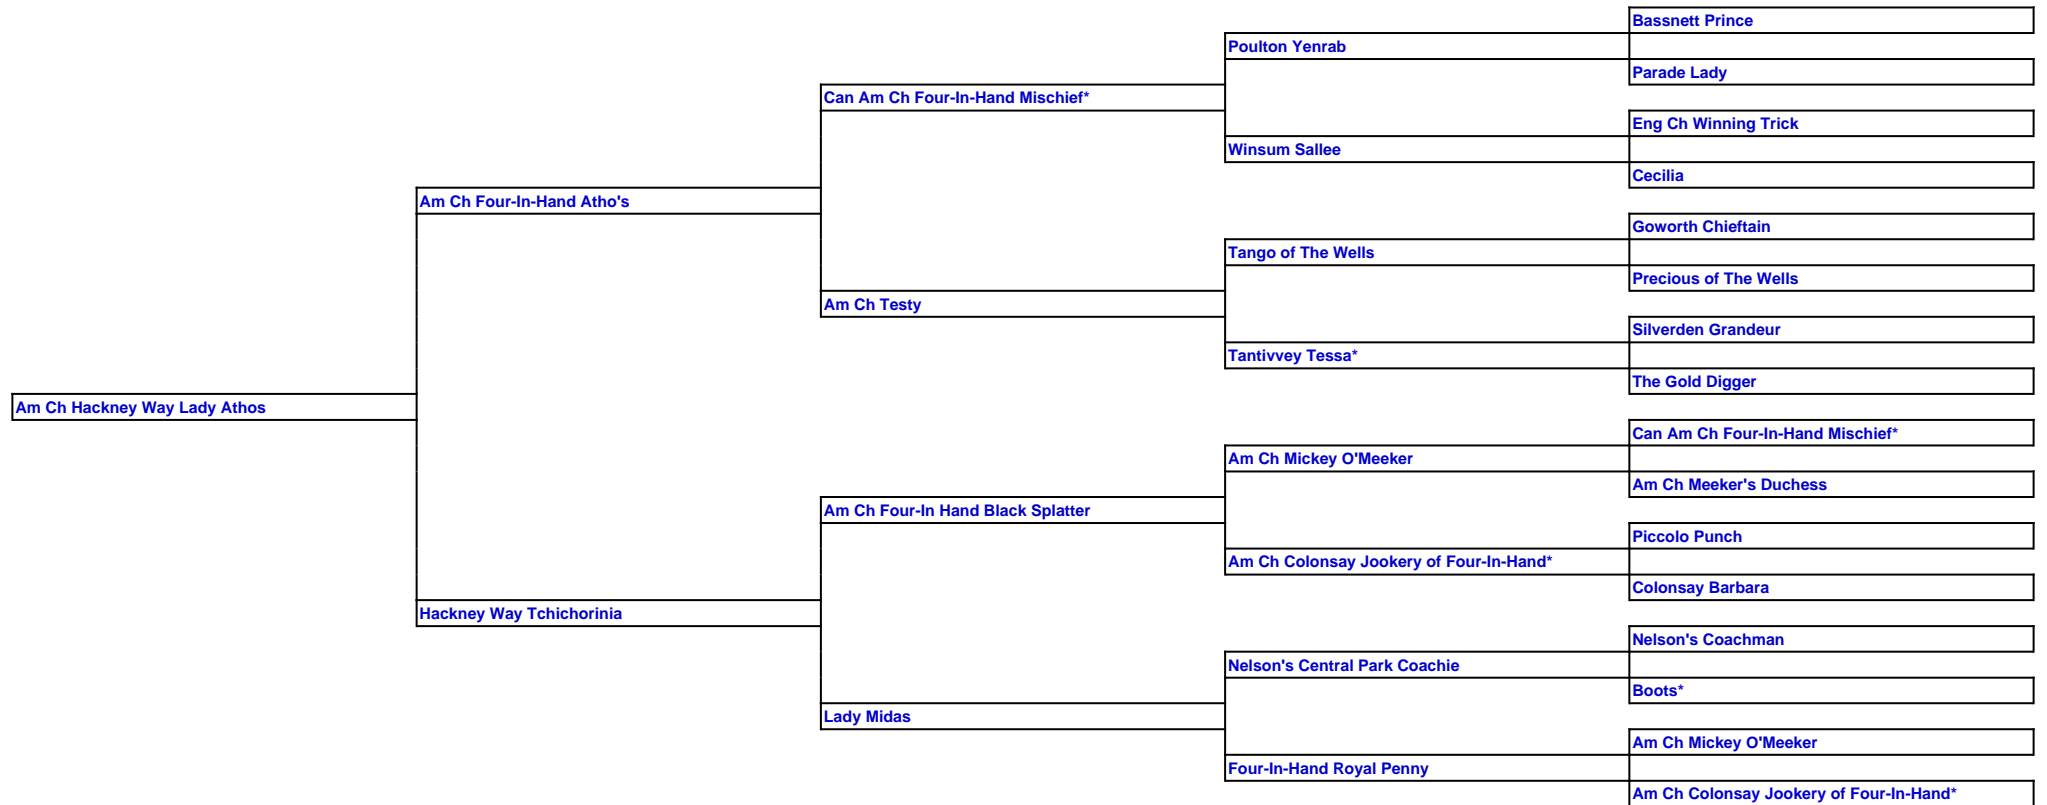 Bassnett Prince
Poulton Yenrab
Parade Lady
Can Am Ch Four-In-Hand Mischief*
Eng Ch Winning Trick
Winsum Sallee
Cecilia
Am Ch Four-In-Hand Atho's
Goworth Chieftain
Tango of The Wells
Precious of The Wells
Am Ch Testy
Silverden Grandeur
Tantivvey Tessa*
The Gold Digger
Am Ch Hackney Way Lady Athos
Can Am Ch Four-In-Hand Mischief*
Am Ch Mickey O'Meeker
Am Ch Meeker's Duchess
Am Ch Four-In Hand Black Splatter
Piccolo Punch
Am Ch Colonsay Jookery of Four-In-Hand*
Colonsay Barbara
Hackney Way Tchichorinia
Nelson's Coachman
Nelson's Central Park Coachie
Boots*
Lady Midas
Am Ch Mickey O'Meeker
Four-In-Hand Royal Penny
Am Ch Colonsay Jookery of Four-In-Hand*